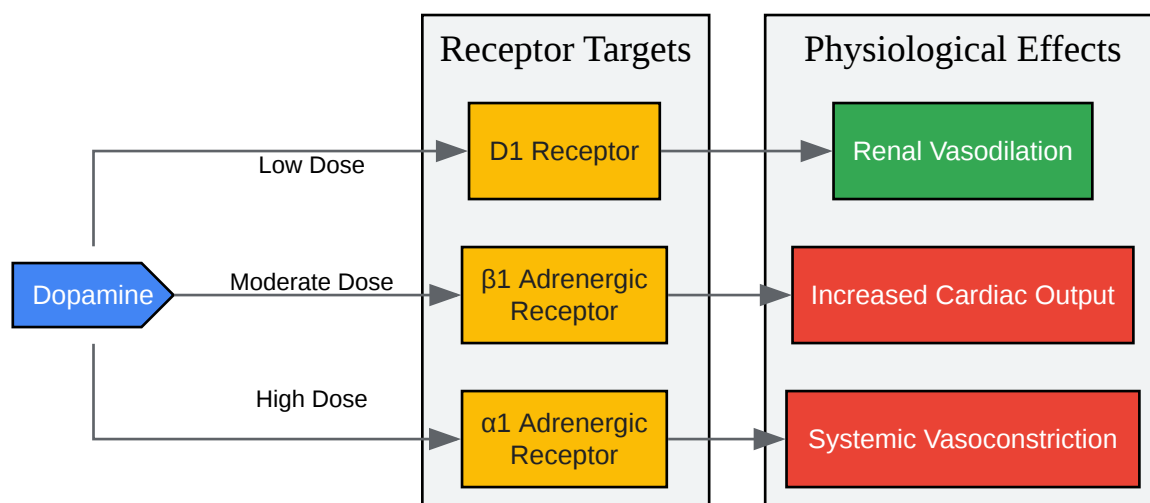 Receptor Targets
Physiological Effects
D1 Receptor
Renal Vasodilation
Low Dose
Dopamine
Moderate Dose
β1 Adrenergic
Receptor
Increased Cardiac Output
High Dose
α1 Adrenergic
Receptor
Systemic Vasoconstriction